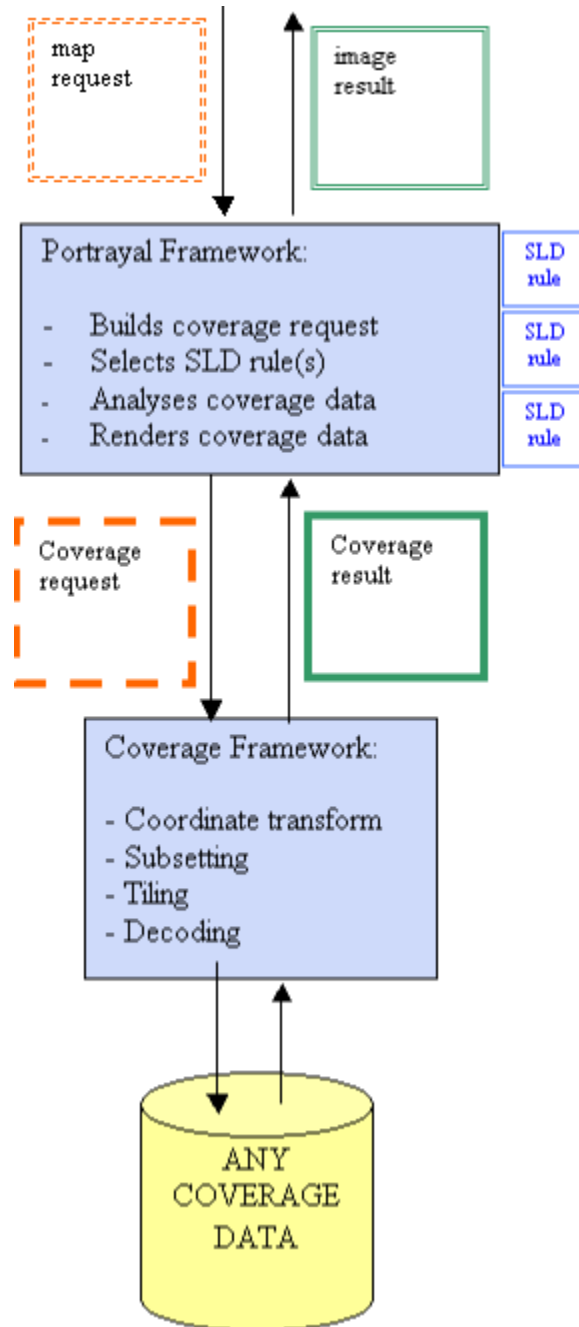 map
request
image
result
Portrayal Framework:
- Builds coverage request
- Selects SLD rule(s)
- Analyses coverage data
- Renders coverage data
SLD
rule
SLD
rule
SLD
rule
Coverage
request
Coverage
result
Coverage Framework:
- Coordinate transform
- Subsetting
- Tiling
- Decoding
ANY
COVERAGE
DATA